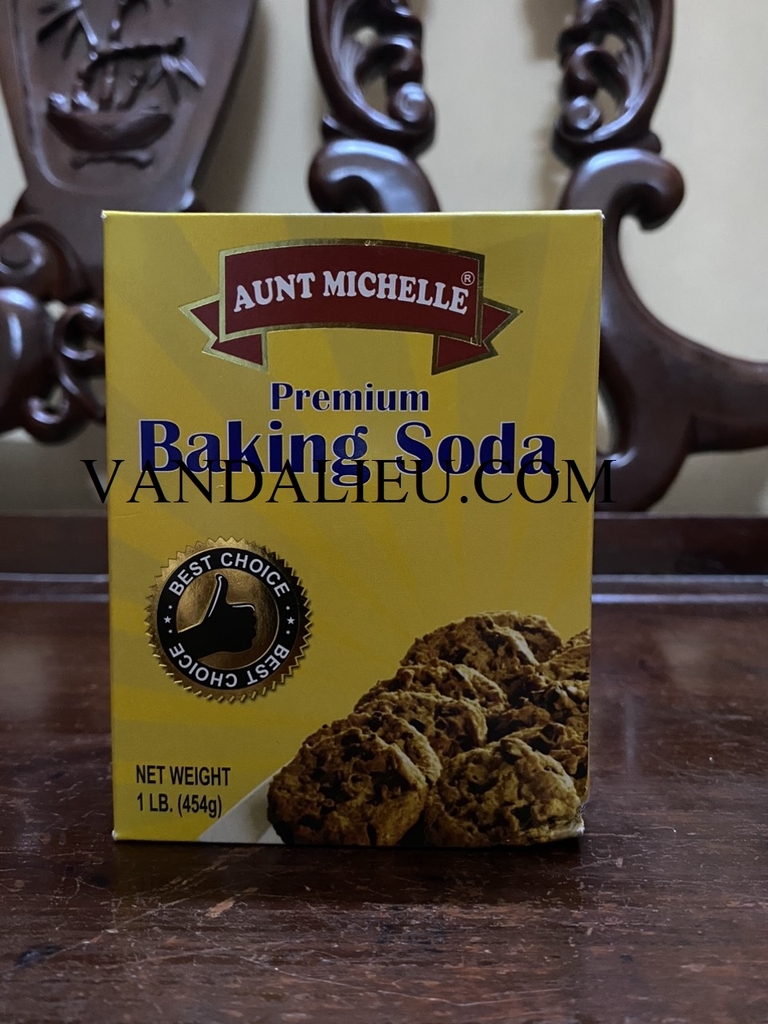 AUNT MICHELLE®
Premium
Baking Soda
VANDALIEU.COM
BEST CHOICE
BEST CHOICE
NET WEIGHT
1 LB. (454g)